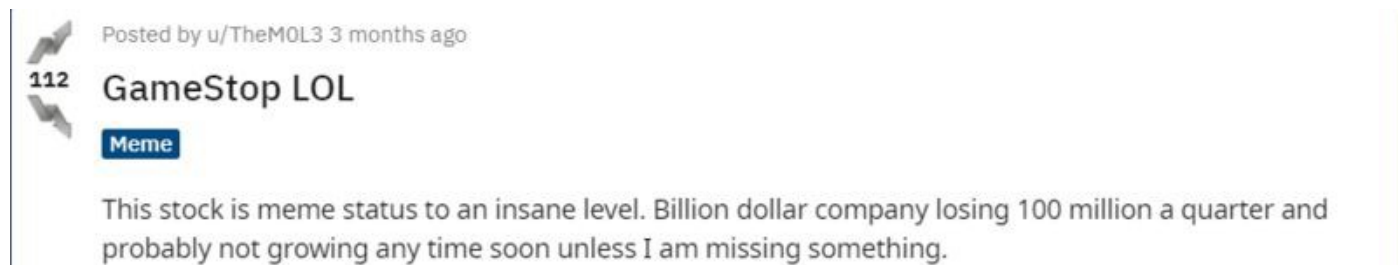 Posted by u/TheM0L3 3 months ago
112
GameStop LOL
Meme
This stock is meme status to an insane level. Billion dollar company losing 100 million a quarter and
probably not growing any time soon unless I am missing something.